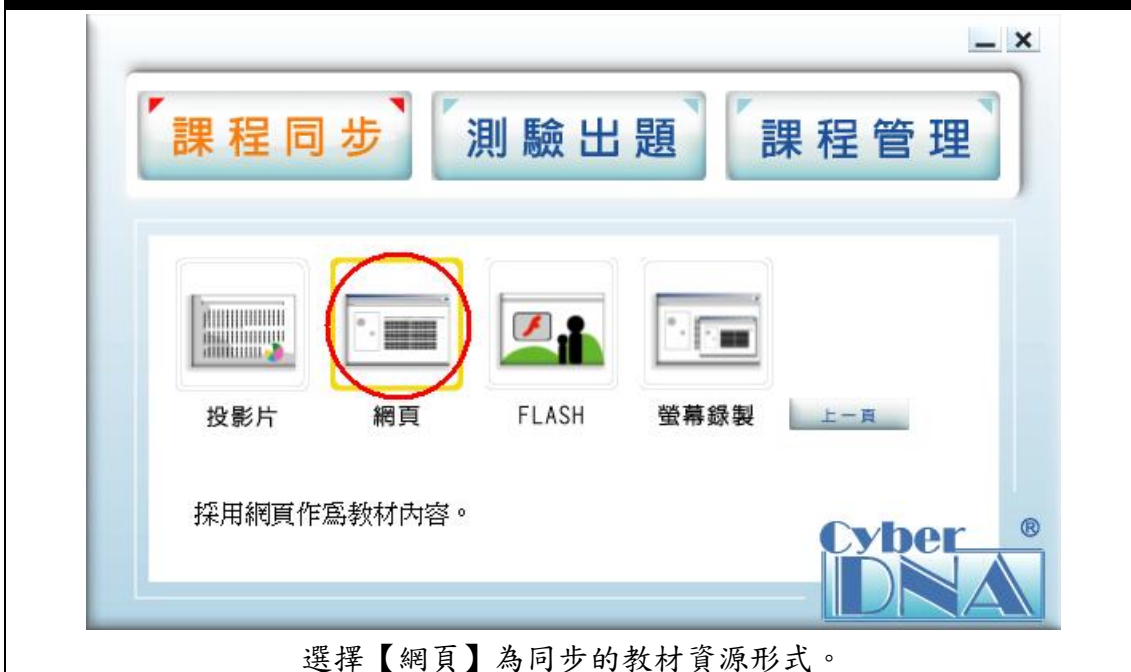 課程同步 測驗出題 課程管理
投影片 網頁 FLASH 螢幕錄製 上一頁
採用網頁作為教材內容。
Cyber DNA ®
選擇【網頁】為同步的教材資源形式。